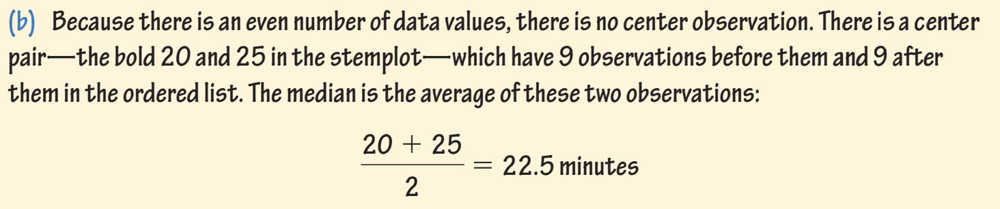 (b) Because there is an even number of data values, there is no center observation. There is a center
pair—the bold 20 and 25 in the stemplot—which have 9 observations before them and 9 after
them in the ordered list. The median is the average of these two observations:
20 + 25
2
= 22.5 minutes